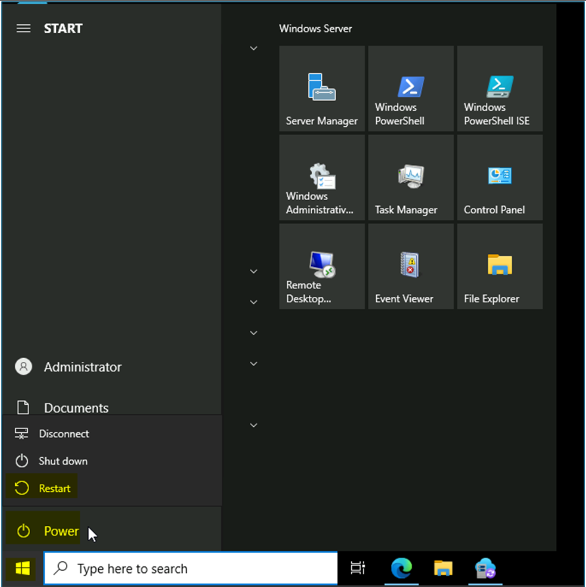 START
Windows Server
Server Manager
Windows
PowerShell
Windows
PowerShell ISE
Windows
Administrativ...
Task Manager
Control Panel
Remote
Desktop...
Event Viewer
File Explorer
Administrator
Documents
Disconnect
Shut down
Restart
Power
Type here to search